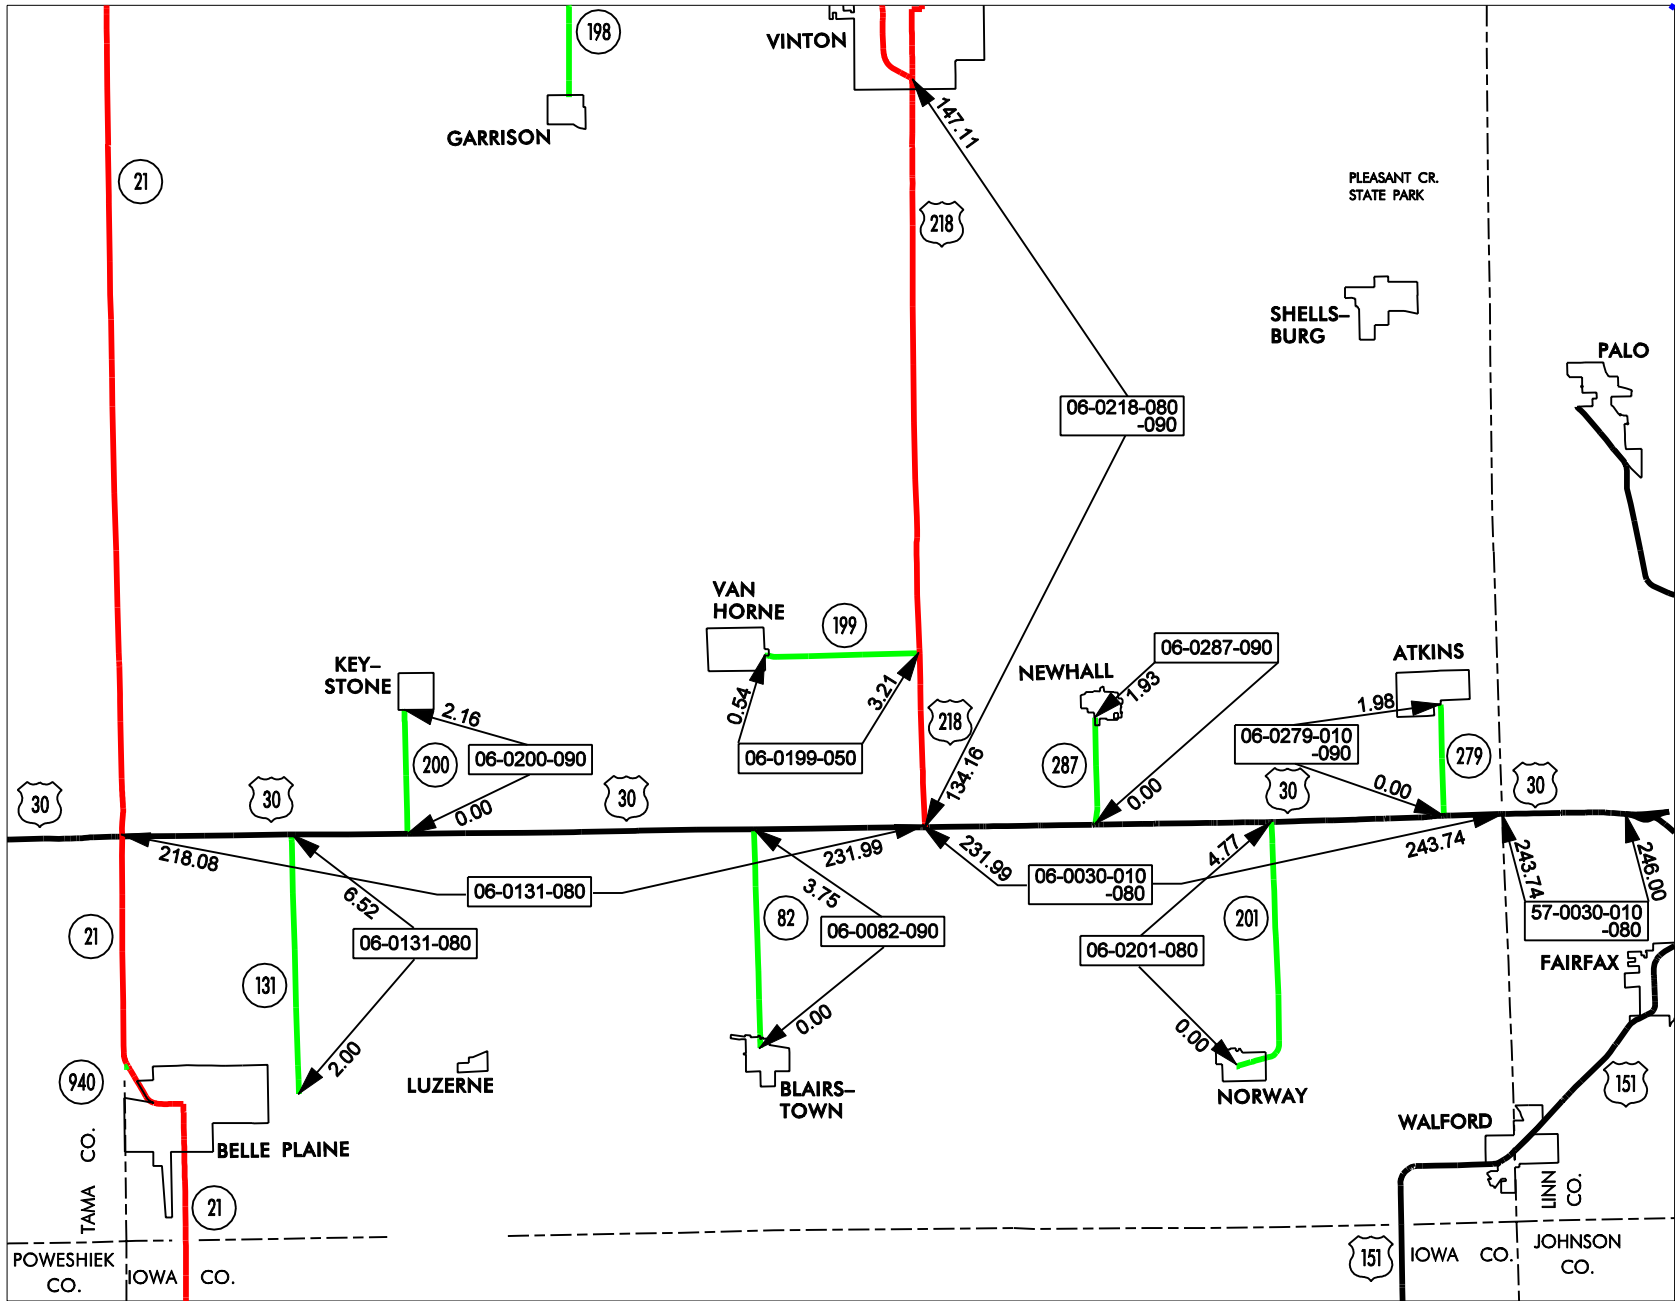 198
VINTON
GARRISON
147.11
21
PLEASANT CR.
STATE PARK
218
SHELLS-
BURG
PALO
06-0218-080
-090
VAN
HORNE
199
KEY-
STONE
NEWHALL
06-0287-090
ATKINS
2.16
0.54
3.21
218
1.93
1.98
200
06-0200-090
06-0199-050
134.16
287
06-0279-010
-090
279
30
30
30
0.00
0.00
30
0.00
30
218.08
231.99
231.99
4.77
243.74
243.74
246.00
06-0131-080
06-0030-010
-080
6.52
3.75
21
06-0131-080
82
06-0082-090
06-0201-080
201
57-0030-010
-080
FAIRFAX
131
0.00
0.00
2.00
940
LUZERNE
BLAIRS-
TOWN
NORWAY
151
WALFORD
BELLE PLAINE
TAMA CO.
21
LINN
CO.
POWESHIEK
CO.
IOWA CO.
151
IOWA CO.
JOHNSON
CO.